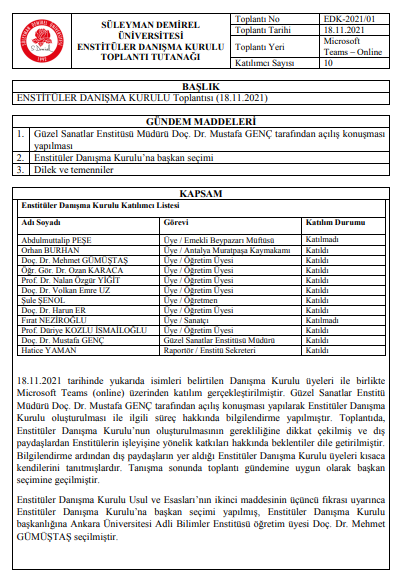 SÜLEYMAN DEMİREL
ÜNİVERSİTESİ
ENSTİTÜLER DANIŞMA KURULU
TOPLANTI TUTANAĞI
Toplantı No EDK-2021/01
Toplantı Tarihi 18.11.2021
Toplantı Yeri Microsoft
Teams – Online
Katılımcı Sayısı 10
BAŞLIK
ENSTİTÜLER DANIŞMA KURULU Toplantısı (18.11.2021)
GÜNDEM MADDELERİ
1. Güzel Sanatlar Enstitüsü Müdürü Doç. Dr. Mustafa GENÇ tarafından açılış konuşması
yapılması
2. Enstitüler Danışma Kurulu’na başkan seçimi
3. Dilek ve temenniler
KAPSAM
Enstitüler Danışma Kurulu Katılımcı Listesi
Adı Soyadı Görevi Katılım Durumu
Abdulmuttalip PEŞE Üye / Emekli Beypazarı Müftüsü Katılmadı
Orhan BURHAN Üye / Antalya Muratpaşa Kaymakamı Katıldı
Doç. Dr. Mehmet GÜMÜŞTAŞ Üye / Öğretim Üyesi Katıldı
Öğr. Gör. Dr. Ozan KARACA Üye / Öğretim Üyesi Katıldı
Prof. Dr. Nalan Özgür YİĞİT Üye / Öğretim Üyesi Katıldı
Doç. Dr. Volkan Emre UZ Üye / Öğretim Üyesi Katıldı
Şule ŞENOL Üye / Öğretmen Katıldı
Doç. Dr. Harun ER Üye / Öğretim Üyesi Katıldı
Fırat NEZİROĞLU Üye / Sanatçı Katılmadı
Prof. Düriye KOZLU İSMAİLOĞLU Üye / Öğretim Üyesi Katıldı
Doç. Dr. Mustafa GENÇ Güzel Sanatlar Enstitüsü Müdürü Katıldı
Hatice YAMAN Raportör / Enstitü Sekreteri Katıldı
18.11.2021 tarihinde yukarıda isimleri belirtilen Danışma Kurulu üyeleri ile birlikte
Microsoft Teams (online) üzerinden katılım gerçekleştirilmiştir. Güzel Sanatlar Enstitü
Müdürü Doç. Dr. Mustafa GENÇ tarafından açılış konuşması yapılarak Enstitüler Danışma
Kurulu oluşturulması ile ilgili süreç hakkında bilgilendirme yapılmıştır. Toplantıda,
Enstitüler Danışma Kurulu’nun oluşturulmasının gerekliliğine dikkat çekilmiş ve dış
paydaşlardan Enstitülerin işleyişine yönelik katkıları hakkında beklentiler dile getirilmiştir.
Bilgilendirme ardından dış paydaşların yer aldığı Enstitüler Danışma Kurulu üyeleri kısaca
kendilerini tanıtmışlardır. Tanışma sonunda toplantı gündemine uygun olarak başkan
seçimine geçilmiştir.
Enstitüler Danışma Kurulu Usul ve Esasları’nın ikinci maddesinin üçüncü fıkrası uyarınca
Enstitüler Danışma Kurulu’na başkan seçimi yapılmış, Enstitüler Danışma Kurulu
başkanlığına Ankara Üniversitesi Adli Bilimler Enstitüsü öğretim üyesi Doç. Dr. Mehmet
GÜMÜŞTAŞ seçilmiştir.